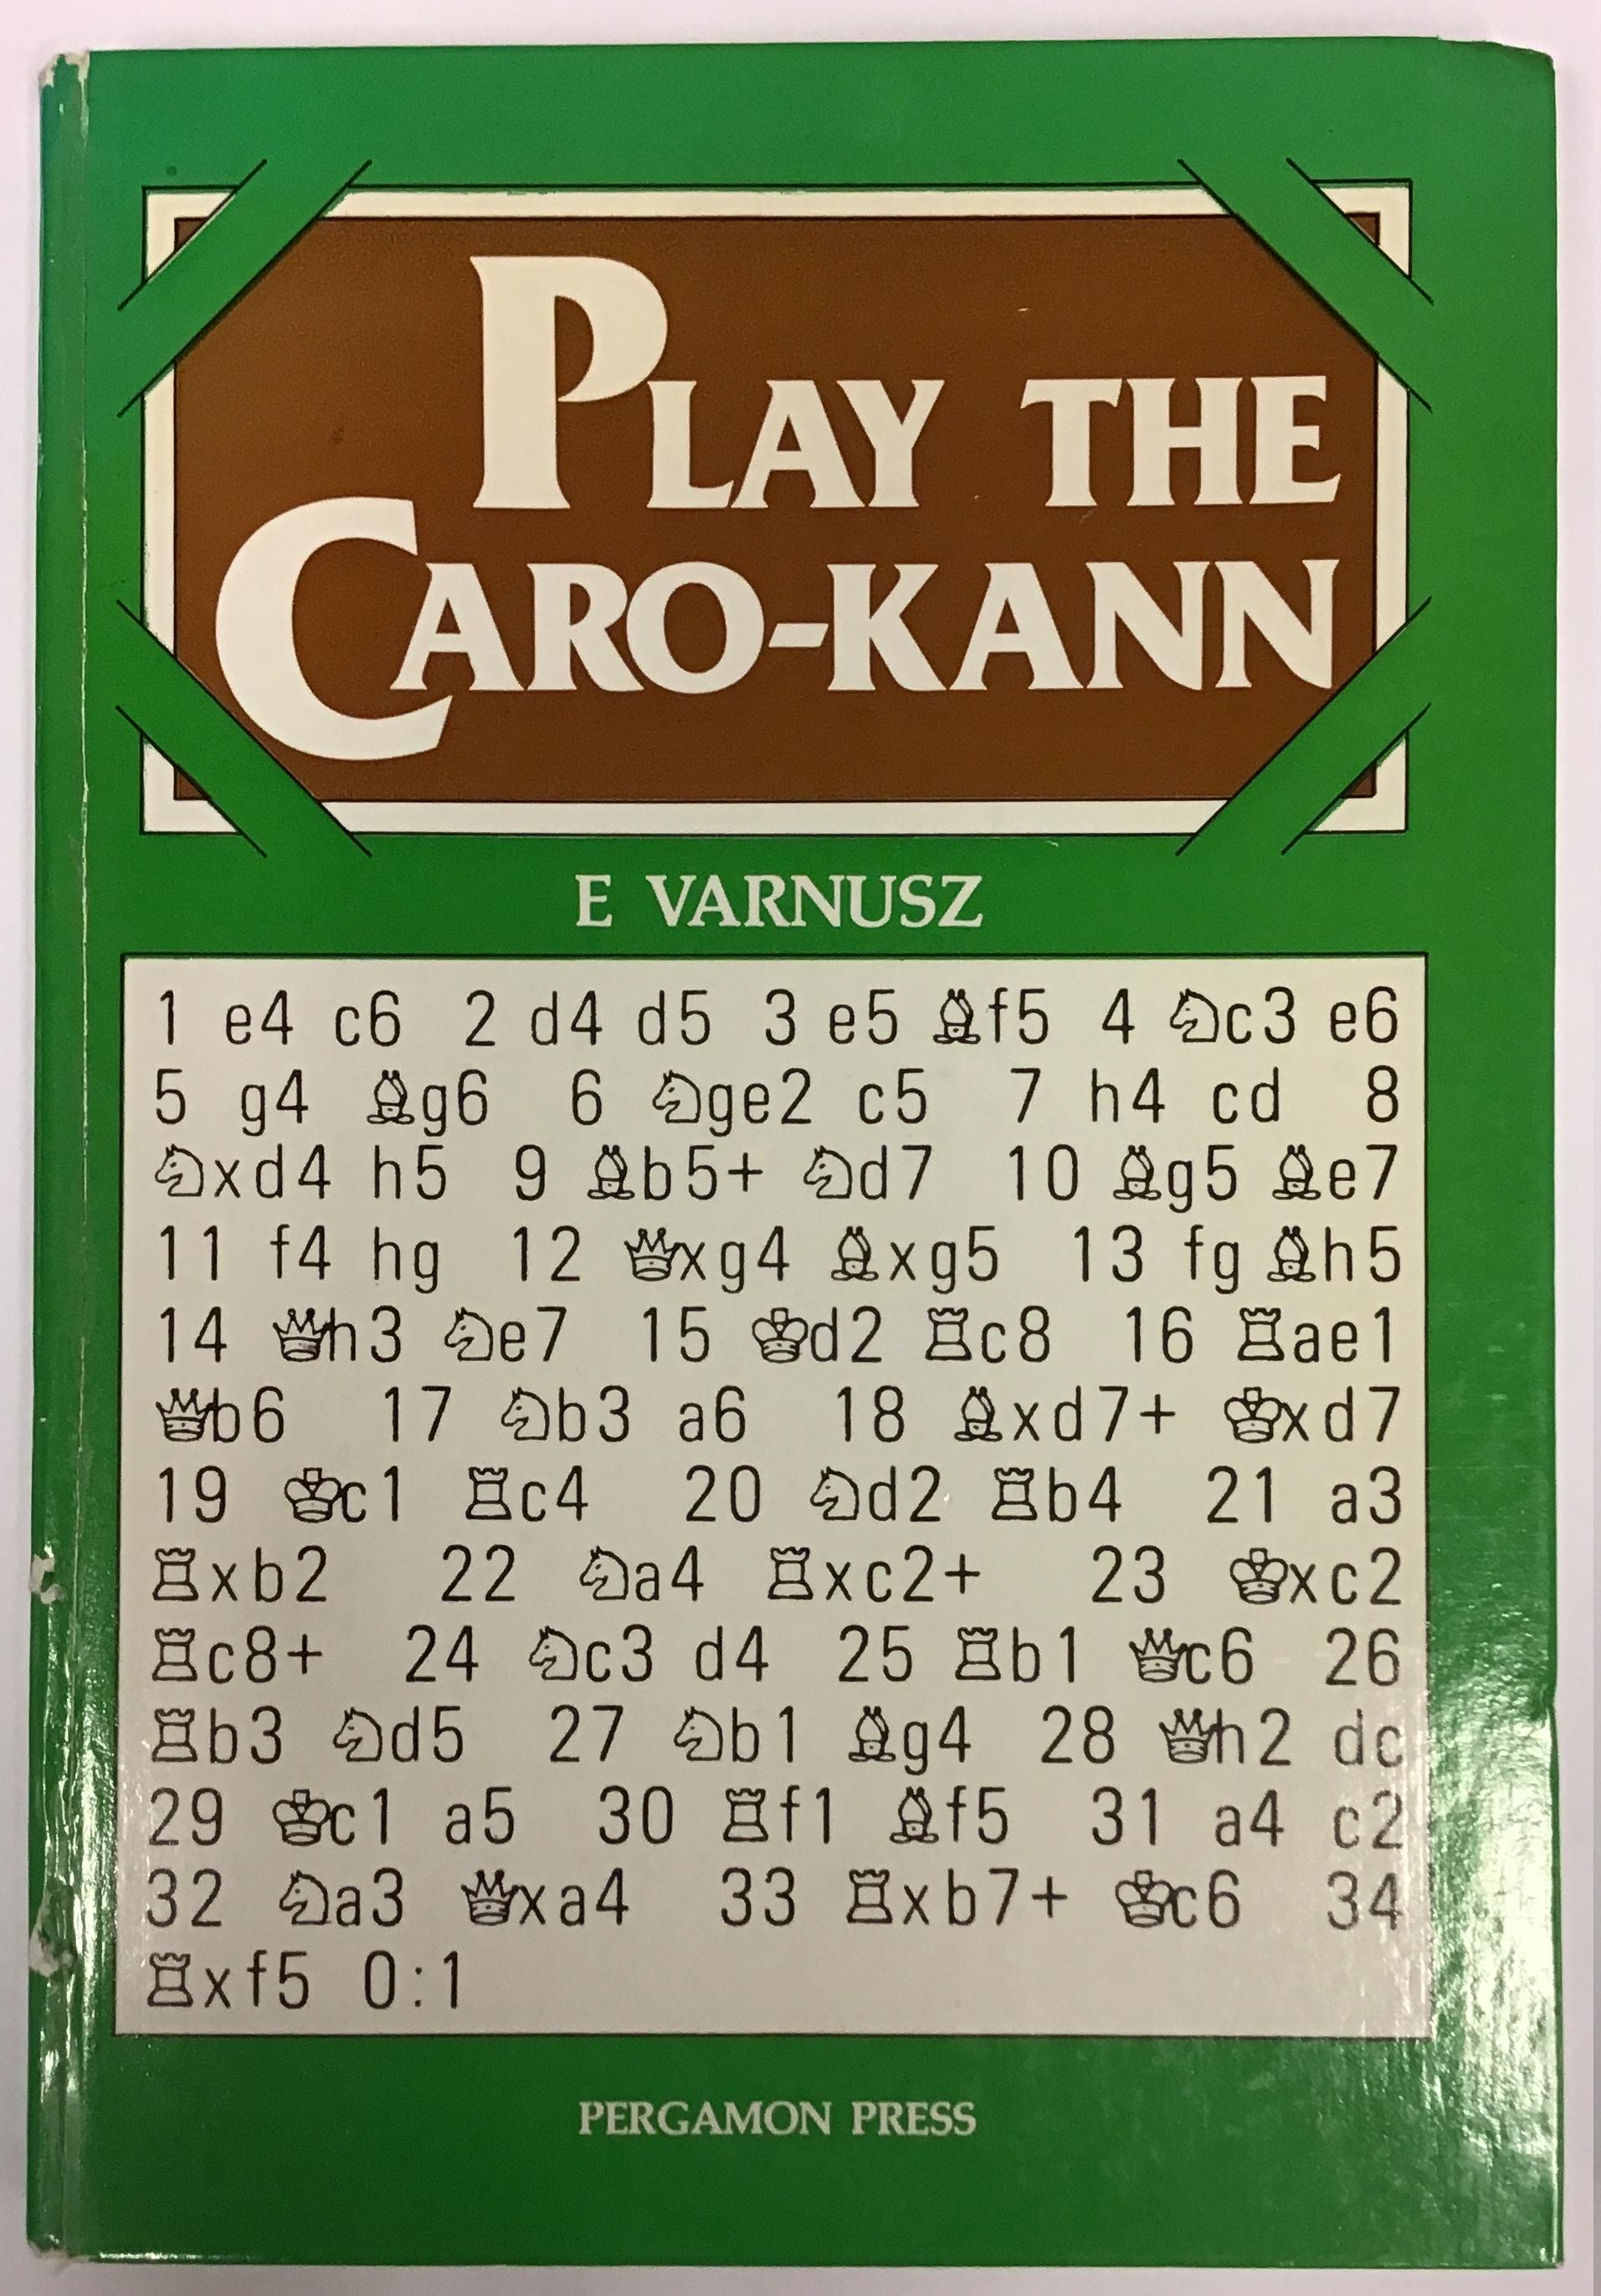 PLAY THE
CARO-KANN
E VARNUSZ
1 e4 c6 2 d4 d5 3 e5 ♗f5 4 ♘c3 e6
5 g4 ♗g6 6 ♘ge2 c5 7 h4 cd 8
♘xd4 h5 9 ♗b5+ ♘d7 10 ♗g5 ♗e7
11 f4 hg 12 ♕xg4 ♗xg5 13 fg ♗h5
14 ♕h3 ♘e7 15 ♔d2 ♖c8 16 ♖ae1
♕b6 17 ♘b3 a6 18 ♗xd7+ ♔xd7
19 ♔c1 ♖c4 20 ♘d2 ♖b4 21 a3
♖xb2 22 ♘a4 ♖xc2+ 23 ♔xc2
♖c8+ 24 ♘c3 d4 25 ♖b1 ♕c6 26
♖b3 ♘d5 27 ♘b1 ♗g4 28 ♕h2 dc
29 ♔c1 a5 30 ♖f1 ♗f5 31 a4 c2
32 ♘a3 ♕xa4 33 ♖xb7+ ♔c6 34
♖xf5 0:1
PERGAMON PRESS